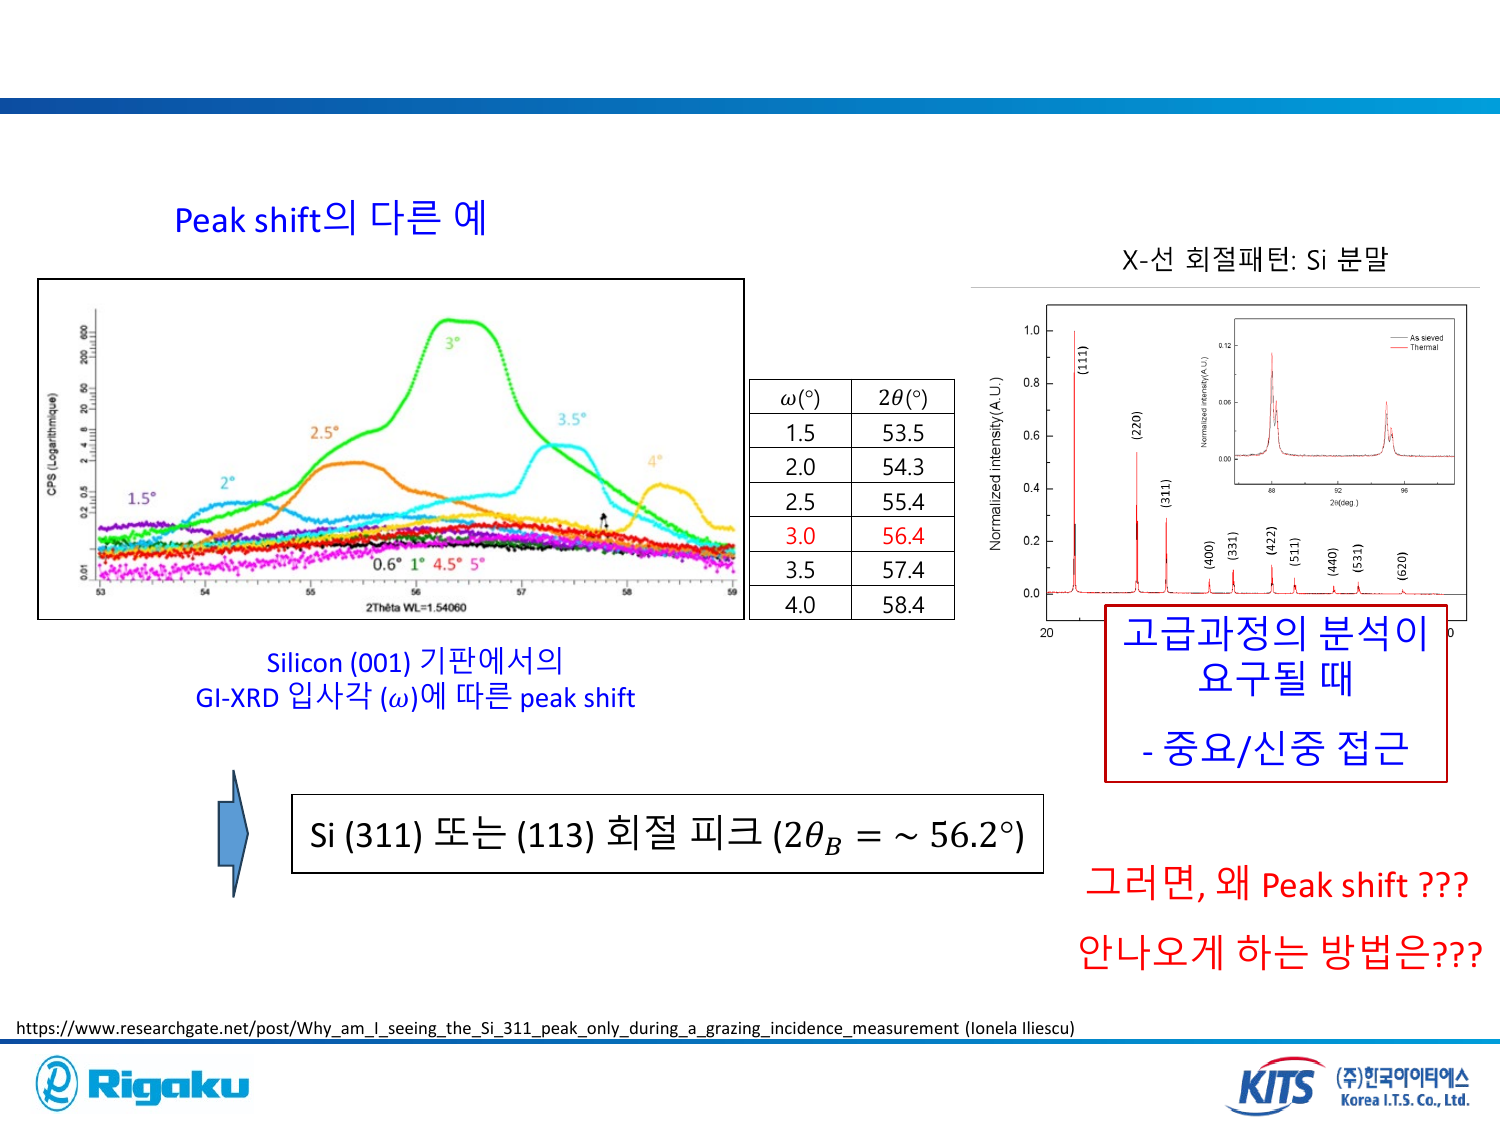 Peak shift의 다른 예
X-선 회절패턴: Si 분말
CPS (Logarithmique)
600
200
50
20
8
4
2
0.5
0.2
0.01
3°
3.5°
2.5°
4°
2°
1.5°
0.6° 1° 4.5° 5°
53 54 55 56 57 58 59
2Thêta WL=1.54060
ω(°) 2θ(°)
1.5 53.5
2.0 54.3
2.5 55.4
3.0 56.4
3.5 57.4
4.0 58.4
Normalized intensity(A.U.)
1.0
0.8
0.6
0.4
0.2
0.0
20
0
(111)
(220)
(311)
(400)
(331)
(422)
(511)
(440)
(531)
(620)
As sieved
Thermal
Normalized intensity(A.U.)
0.12
0.06
0.00
88 92 96
2θ(deg.)
Silicon (001) 기판에서의
GI-XRD 입사각 (ω)에 따른 peak shift
고급과정의 분석이
요구될 때
- 중요/신중 접근
Si (311) 또는 (113) 회절 피크 (2θB = ~ 56.2°)
그러면, 왜 Peak shift ???
안나오게 하는 방법은???
https://www.researchgate.net/post/Why_am_I_seeing_the_Si_311_peak_only_during_a_grazing_incidence_measurement (Ionela Iliescu)
Rigaku
KITS
(주)한국아이티에스
Korea I.T.S. Co., Ltd.